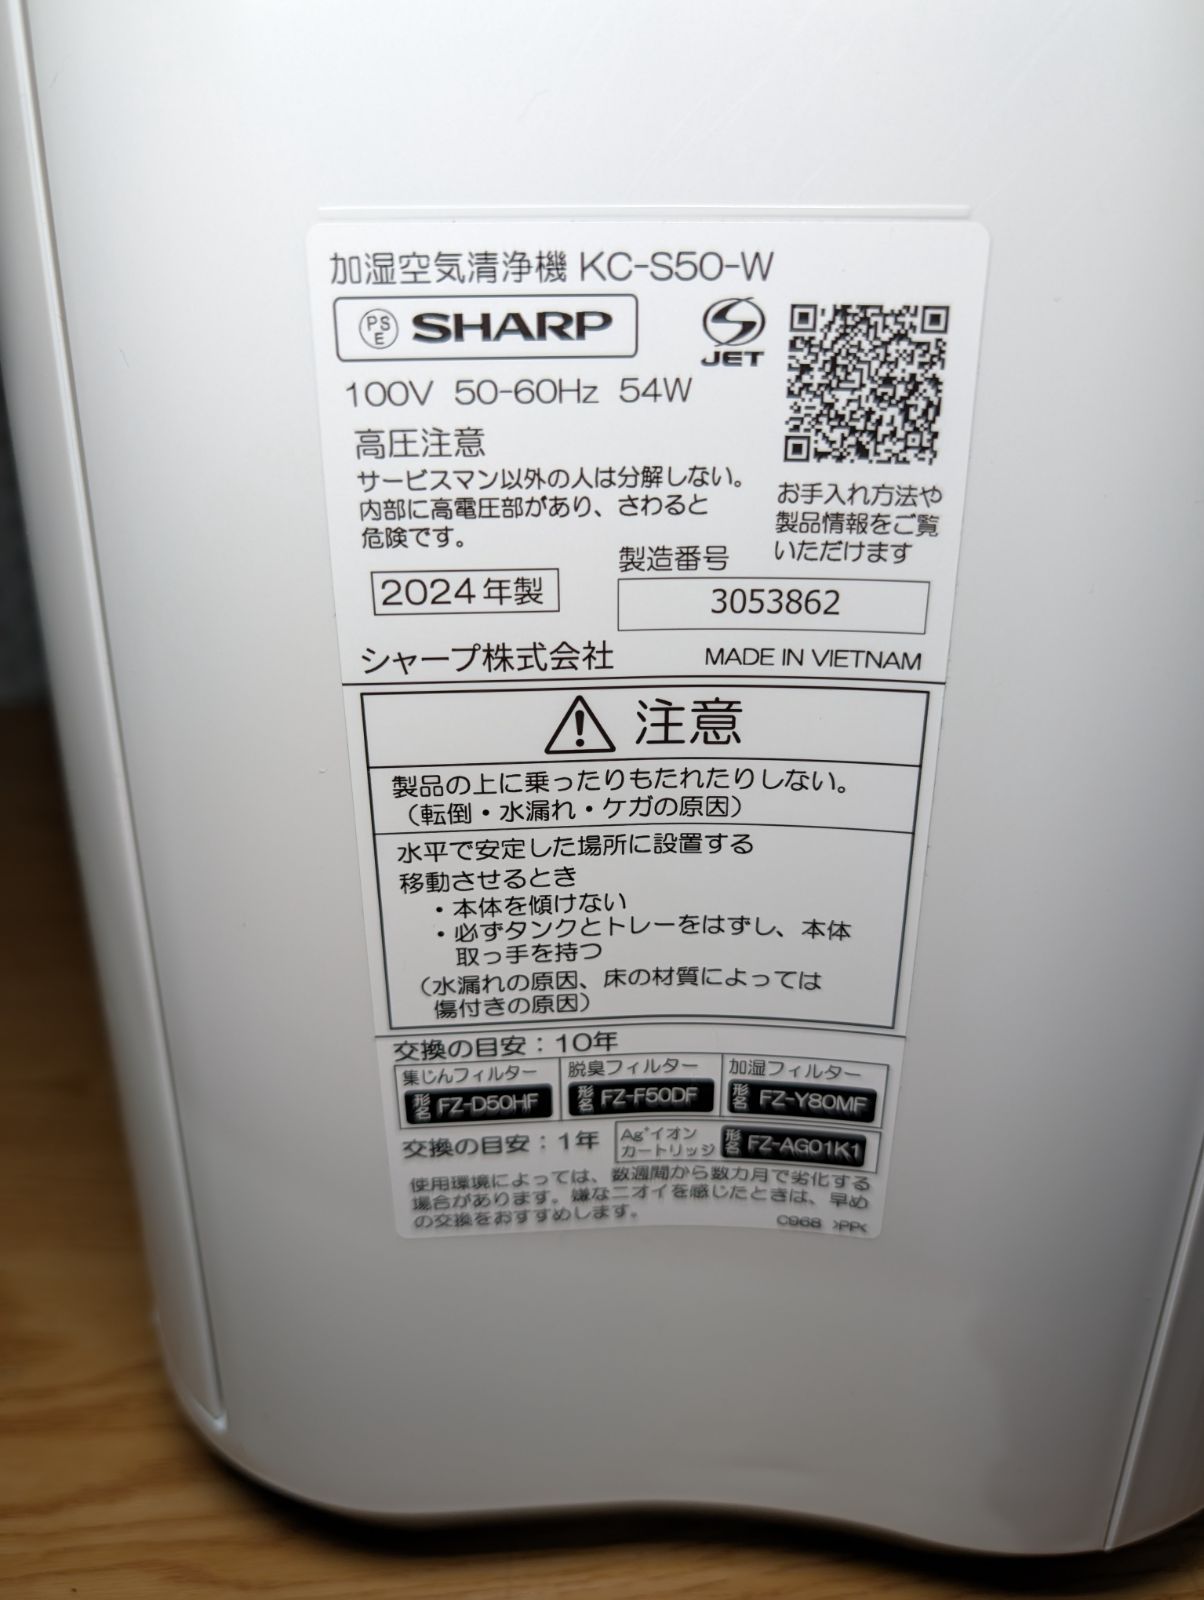 加湿空気清浄機 KC-S50-W
PSE SHARP
JET
100V 50-60Hz 54W
高圧注意
サービスマン以外の人は分解しない。
内部に高電圧部があり、さわると
危険です。
お手入れ方法や
製品情報をご覧
いただけます
2024年製
製造番号
3053862
シャープ株式会社
MADE IN VIETNAM
注意
製品の上に乗ったりもたれたりしない。
（転倒・水漏れ・ケガの原因）
水平で安定した場所に設置する
移動させるとき
・本体を傾けない
・必ずタンクとトレーをはずし、本体
取っ手を持つ
（水漏れの原因、床の材質によっては
傷付きの原因）
交換の目安：10年
集じんフィルター
形名 FZ-D50HF
脱臭フィルター
形名 FZ-F50DF
加湿フィルター
形名 FZ-Y80MF
交換の目安：1年
Ag⁺イオン
カートリッジ
形名 FZ-AG01K1
使用環境によっては、数週間から数カ月で劣化する
場合があります。嫌なニオイを感じたときは、早め
の交換をおすすめします。
C968 >PP<